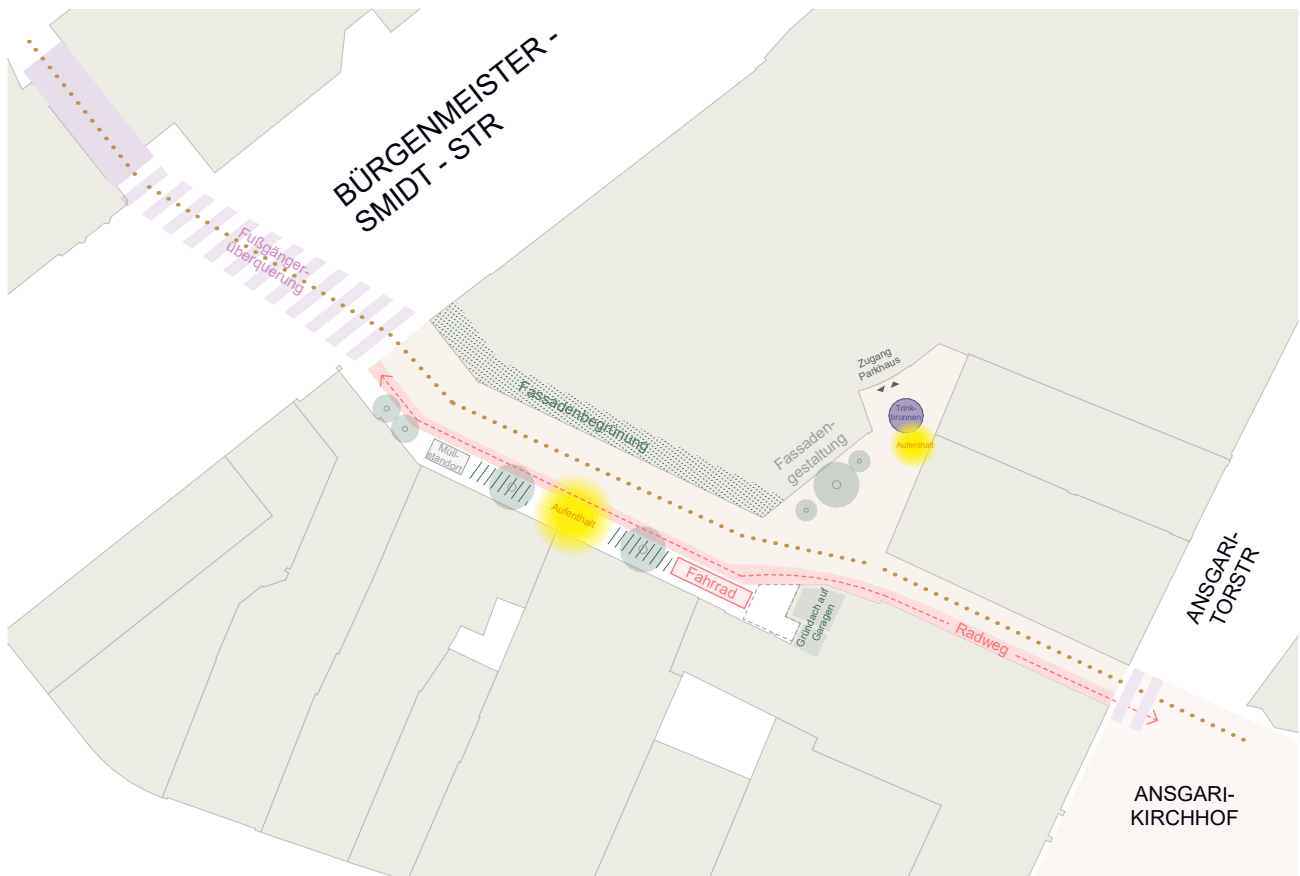 BÜRGENMEISTER -
SMIDT - STR
Fußgänger-
überquerung
Zugang
Parkhaus
Trink-
brunnen
Aufenthalt
Fassadenbegrünung
Fassaden-
gestaltung
Müll-
standort
Aufenthalt
Fahrrad
Gründach auf
Garagen
Radweg
ANSGARI-
TORSTR
ANSGARI-
KIRCHHOF